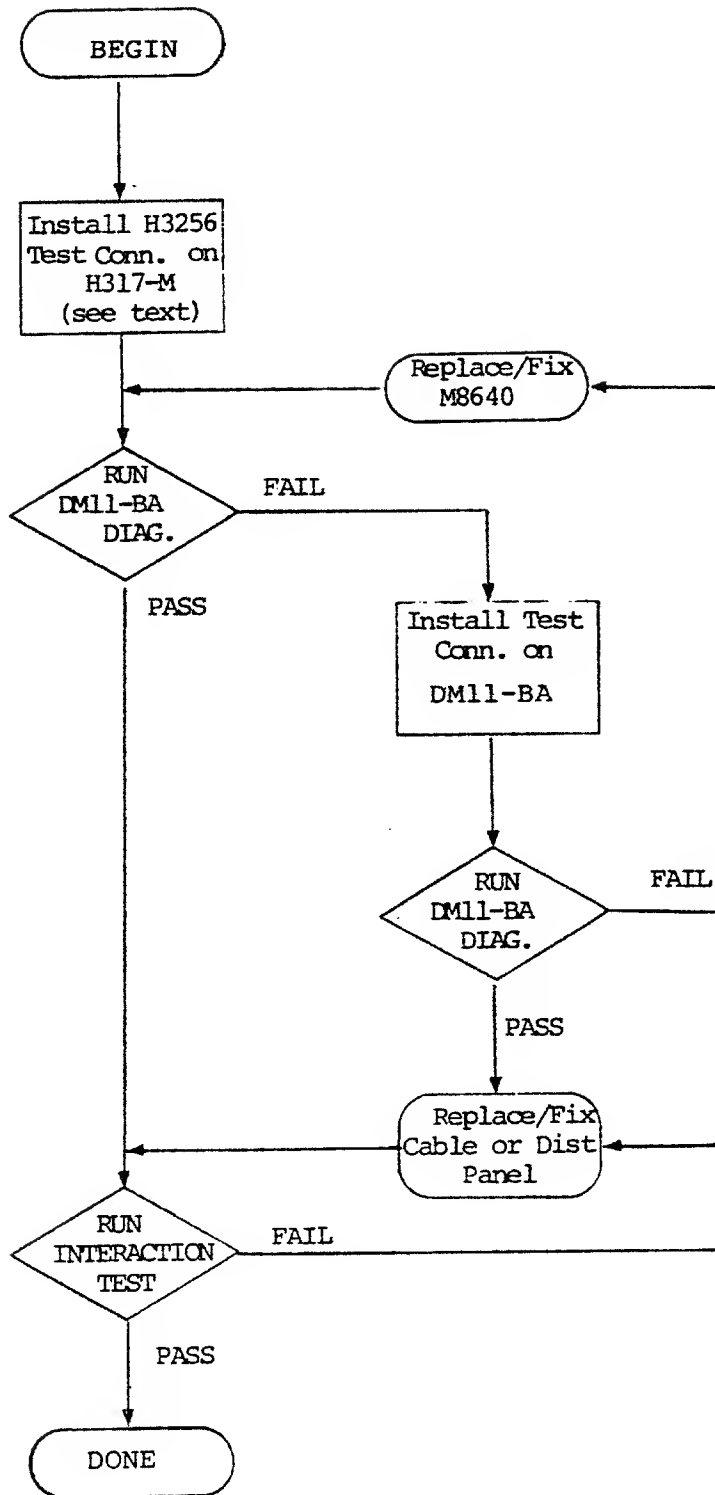 BEGIN
Install H3256
Test Conn. on
H317-M
(see text)
Replace/Fix
M8640
RUN
DM11-BA
DIAG.
FAIL
PASS
Install Test
Conn. on
DM11-BA
RUN
DM11-BA
DIAG.
FAIL
PASS
Replace/Fix
Cable or Dist
Panel
RUN
INTERACTION
TEST
FAIL
PASS
DONE